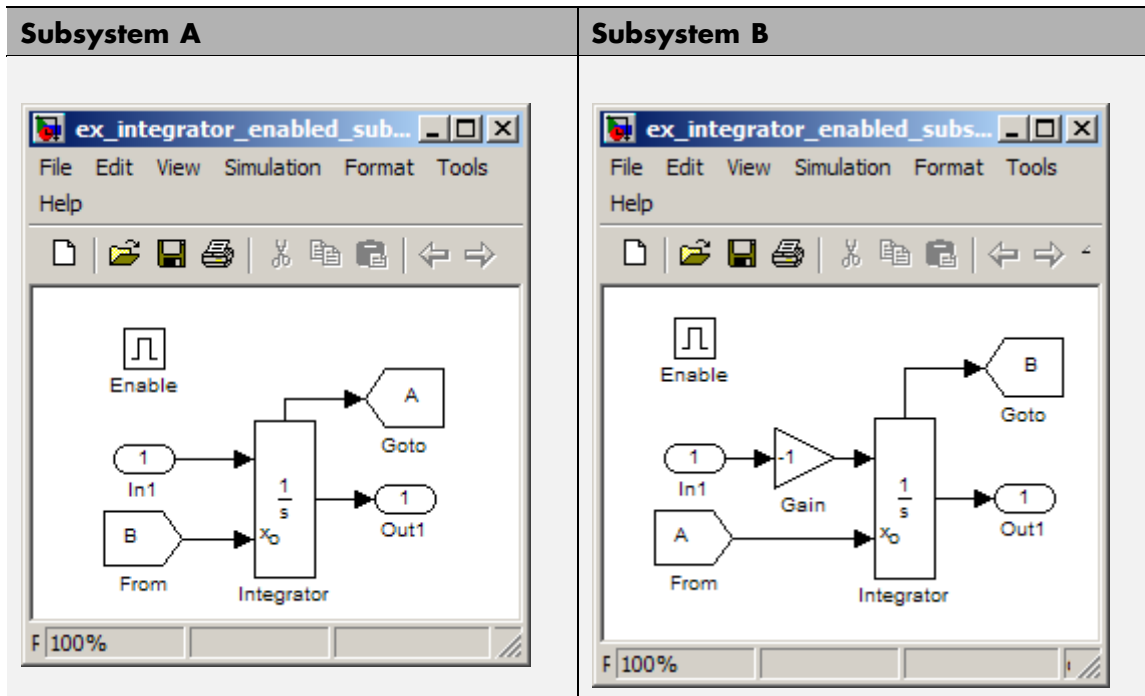 Subsystem A
Subsystem B
ex_integrator_enabled_sub...
File Edit View Simulation Format Tools
Help
Enable
A
Goto
1
In1
1
s
xo
1
Out1
B
From
Integrator
100%
ex_integrator_enabled_subs...
File Edit View Simulation Format Tools
Help
Enable
B
Goto
1
In1
-1
Gain
1
s
xo
1
Out1
A
From
Integrator
100%